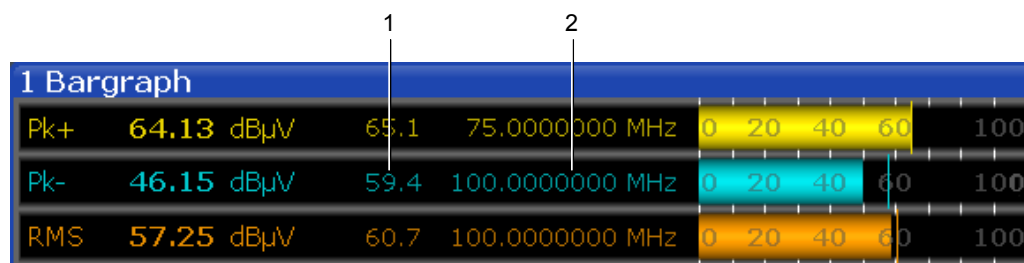 1 2
1 Bargraph
Pk+ 64.13 dBµV 65.1 75.0000000 MHz 0 20 40 60 100
Pk- 46.15 dBµV 59.4 100.0000000 MHz 0 20 40 60 100
RMS 57.25 dBµV 60.7 100.0000000 MHz 0 20 40 60 100